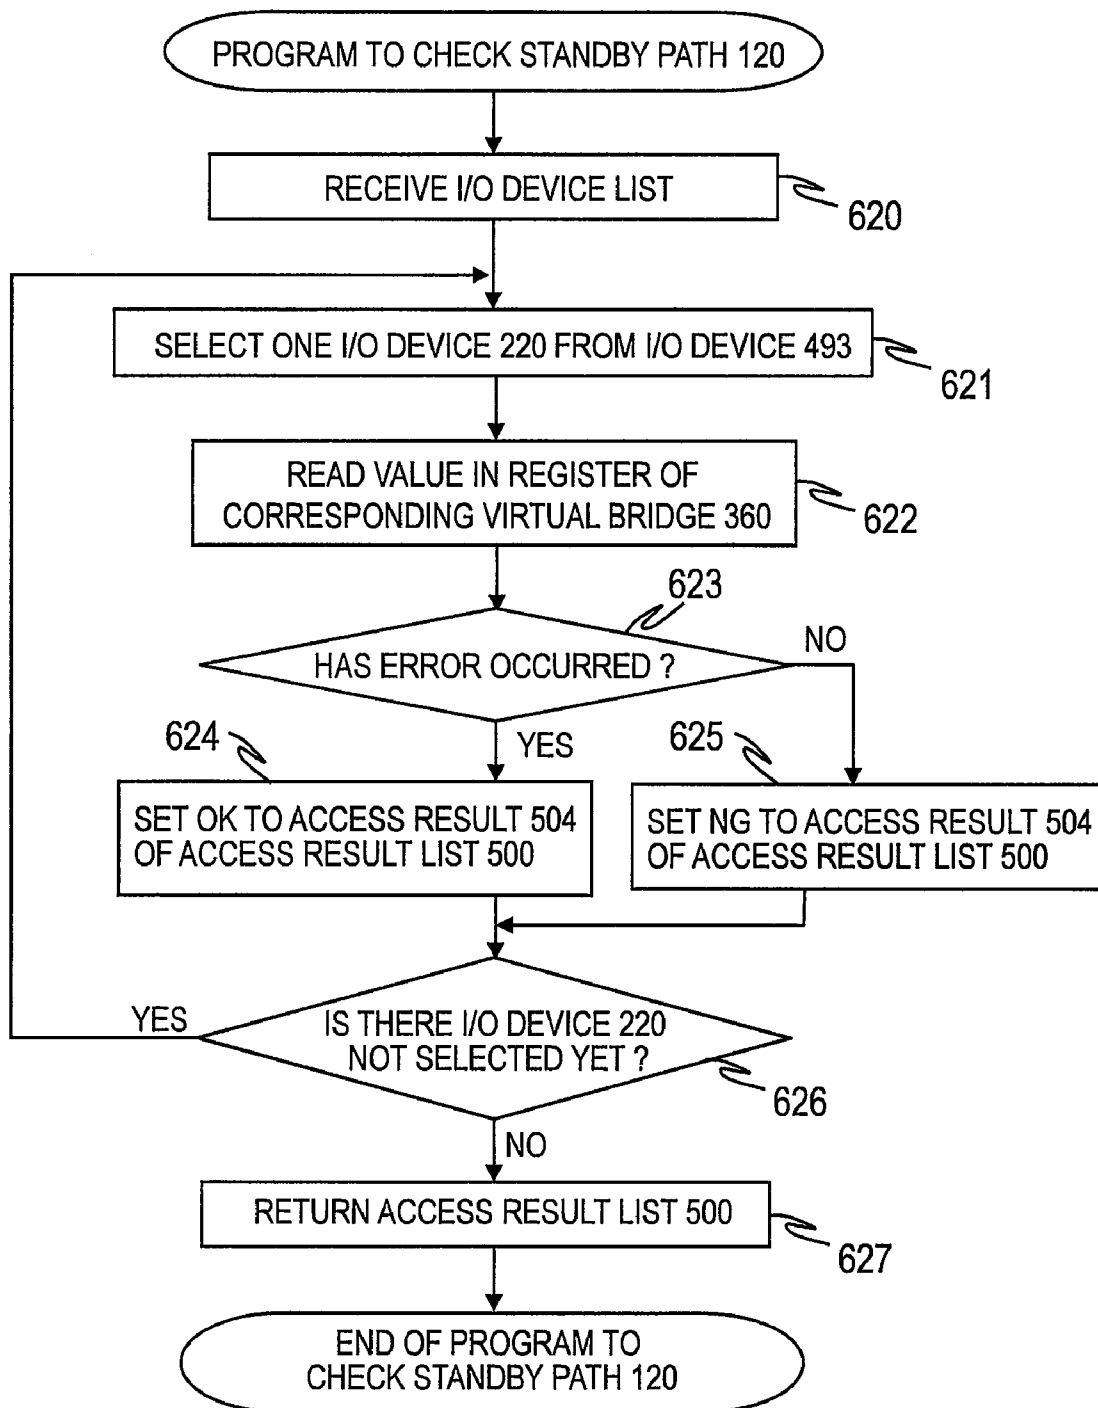 PROGRAM TO CHECK STANDBY PATH 120
RECEIVE I/O DEVICE LIST
620
SELECT ONE I/O DEVICE 220 FROM I/O DEVICE 493
621
READ VALUE IN REGISTER OF
CORRESPONDING VIRTUAL BRIDGE 360
622
623
HAS ERROR OCCURRED ?
NO
YES
624
625
SET OK TO ACCESS RESULT 504
OF ACCESS RESULT LIST 500
SET NG TO ACCESS RESULT 504
OF ACCESS RESULT LIST 500
YES
IS THERE I/O DEVICE 220
NOT SELECTED YET ?
626
NO
RETURN ACCESS RESULT LIST 500
627
END OF PROGRAM TO
CHECK STANDBY PATH 120